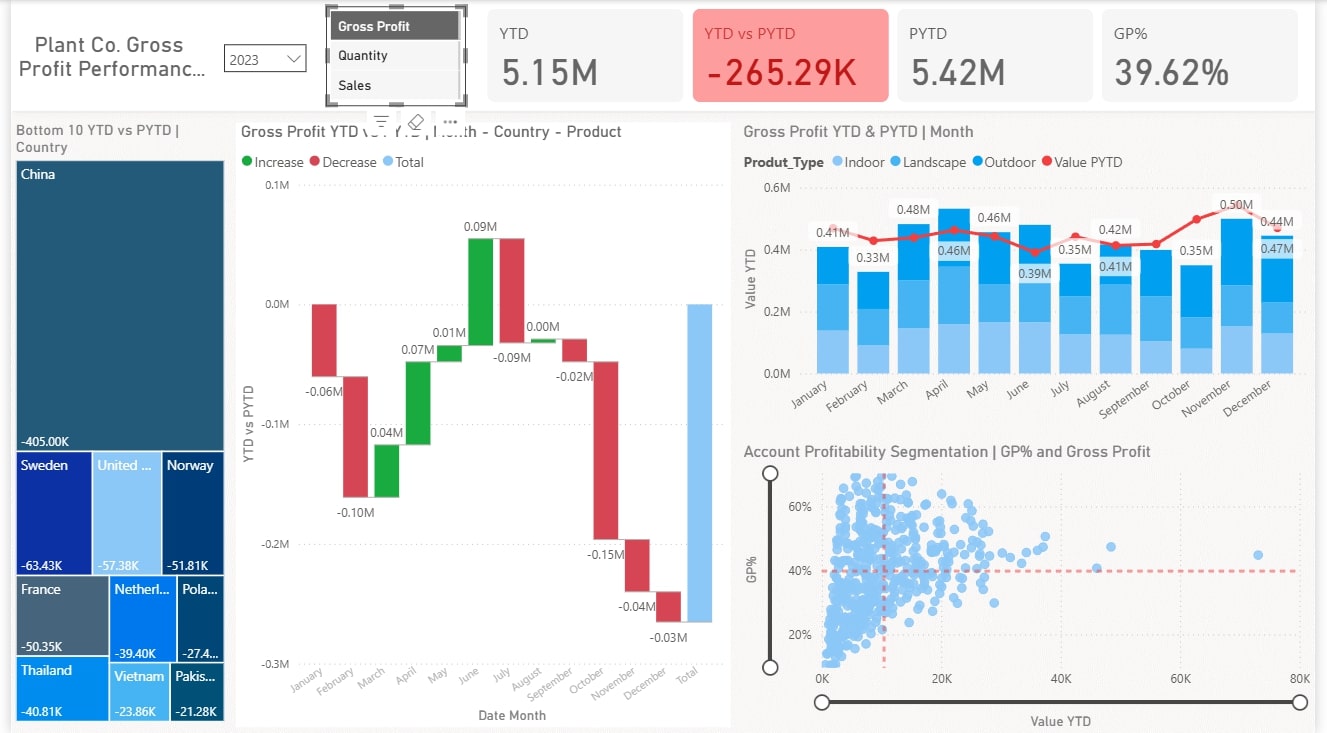 Plant Co. Gross
Profit Performanc...
2023
Gross Profit
Quantity
Sales
YTD
5.15M
YTD vs PYTD
-265.29K
PYTD
5.42M
GP%
39.62%
Bottom 10 YTD vs PYTD |
Country
China
-405.00K
Sweden
-63.43K
United ...
-57.38K
Norway
-51.81K
France
-50.35K
Netherl...
-39.40K
Pola...
-27.4...
Thailand
-40.81K
Vietnam
-23.86K
Pakis...
-21.28K
Gross Profit YTD | Month - Country - Product
Increase Decrease Total
YTD vs PYTD
0.1M
0.0M
-0.1M
-0.2M
-0.3M
-0.06M
-0.10M
0.04M
0.07M
0.01M
0.09M
-0.09M
0.00M
-0.02M
-0.15M
-0.04M
-0.03M
January
February
March
April
May
June
July
August
September
October
November
December
Total
Date Month
Gross Profit YTD & PYTD | Month
Produt_Type Indoor Landscape Outdoor Value PYTD
Value YTD
0.6M
0.4M
0.2M
0.0M
0.41M
0.33M
0.48M
0.46M
0.46M
0.39M
0.35M
0.42M
0.41M
0.35M
0.50M
0.44M
0.47M
January
February
March
April
May
June
July
August
September
October
November
December
Account Profitability Segmentation | GP% and Gross Profit
GP%
60%
40%
20%
0K
20K
40K
60K
80K
Value YTD